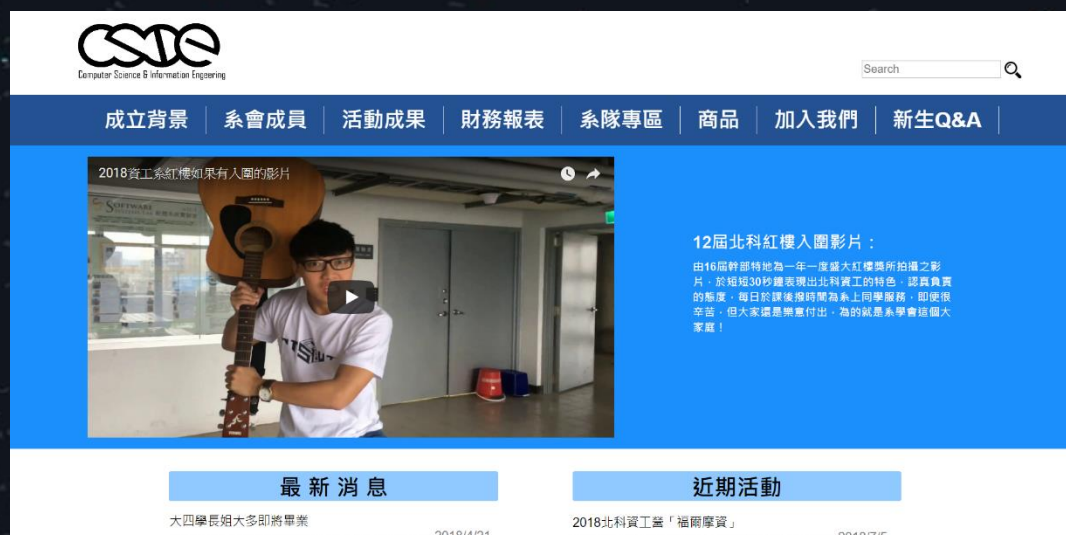 CSIE
Computer Science & Information Engeering
Search
成立背景 系會成員 活動成果 財務報表 系隊專區 商品 加入我們 新生Q&A
2018資工系紅樓如果有入圍的影片
SOFTWARE
12屆北科紅樓入圍影片：
由16屆幹部特地為一年一度盛大紅樓獎所拍攝之影
片，於短短30秒鐘表現出北科資工的特色，認真負責
的態度，每日於課後撥時間為系上同學服務，即便很
辛苦，但大家還是樂意付出，為的就是系學會這個大
家庭！
最新消息
近期活動
大四學長姐大多即將畢業
2018/4/21
2018北科資工營「福爾摩資」
2018/7/5